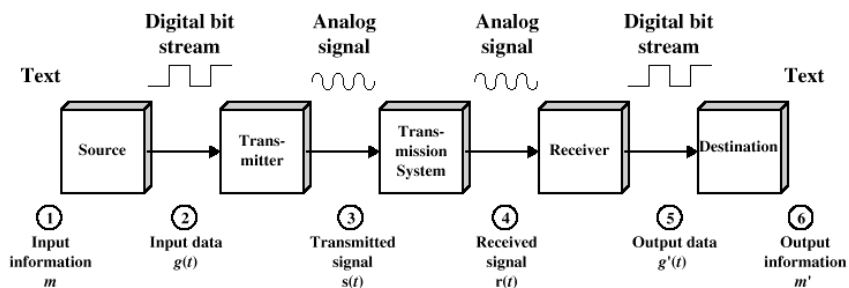 Digital bit
stream
Analog
signal
Analog
signal
Digital bit
stream
Text
Text
Source
Trans-
mitter
Trans-
mission
System
Receiver
Destination
1
Input
information
m
2
Input data
g(t)
3
Transmitted
signal
s(t)
4
Received
signal
r(t)
5
Output data
g'(t)
6
Output
information
m'